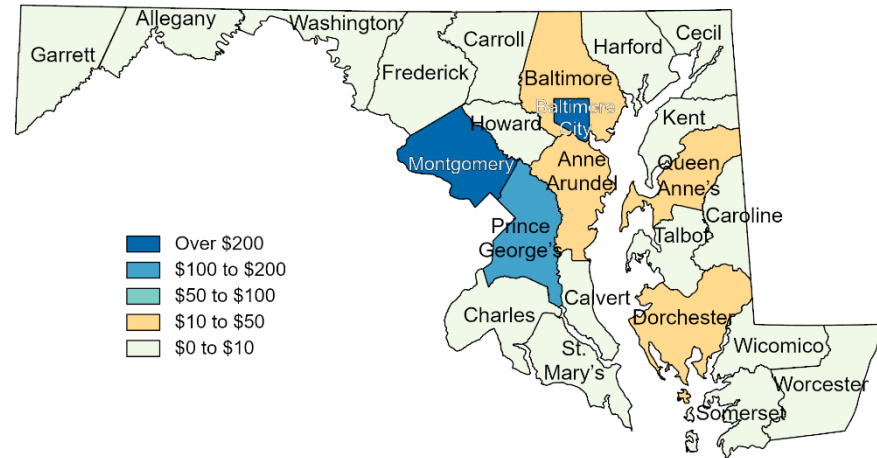 Garrett
Allegany
Washington
Frederick
Carroll
Baltimore
Harford
Cecil
Baltimore
City
Howard
Kent
Montgomery
Anne
Arundel
Queen
Anne's
Prince
George's
Talbot
Caroline
Charles
Calvert
St.
Mary's
Dorchester
Wicomico
Worcester
Somerset
Over $200
$100 to $200
$50 to $100
$10 to $50
$0 to $10